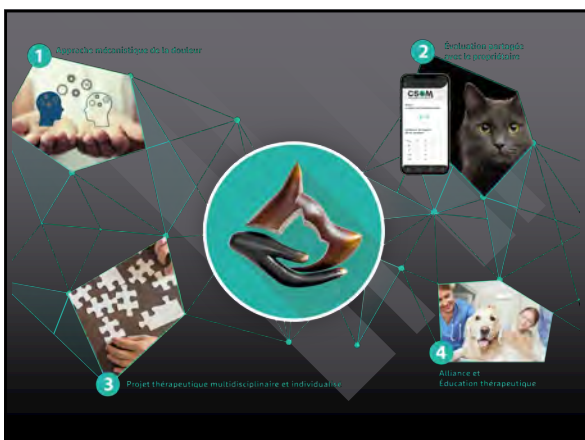 1 Approche mécanistique de la douleur
2 Évaluation partagée
avec le propriétaire
CSOM
3 Projet thérapeutique multidisciplinaire et individualisé
4
Alliance et
Éducation thérapeutique